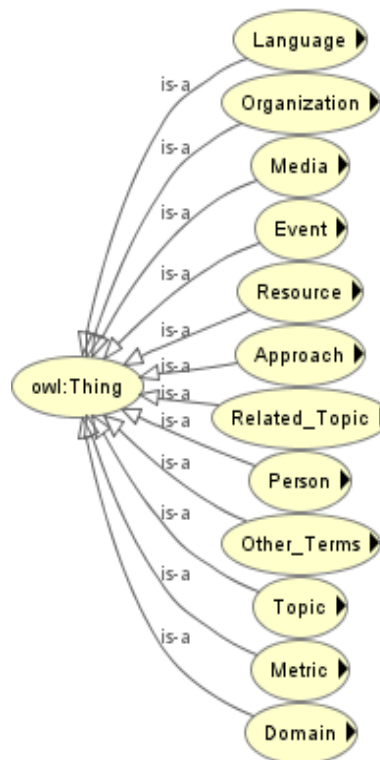 Language
is-a
Organization
is-a
Media
is-a
Event
is-a
Resource
is-a
Approach
is-a
owl:Thing
is-a
Related_Topic
is-a
Person
is-a
Other_Terms
is-a
Topic
is-a
Metric
is-a
Domain